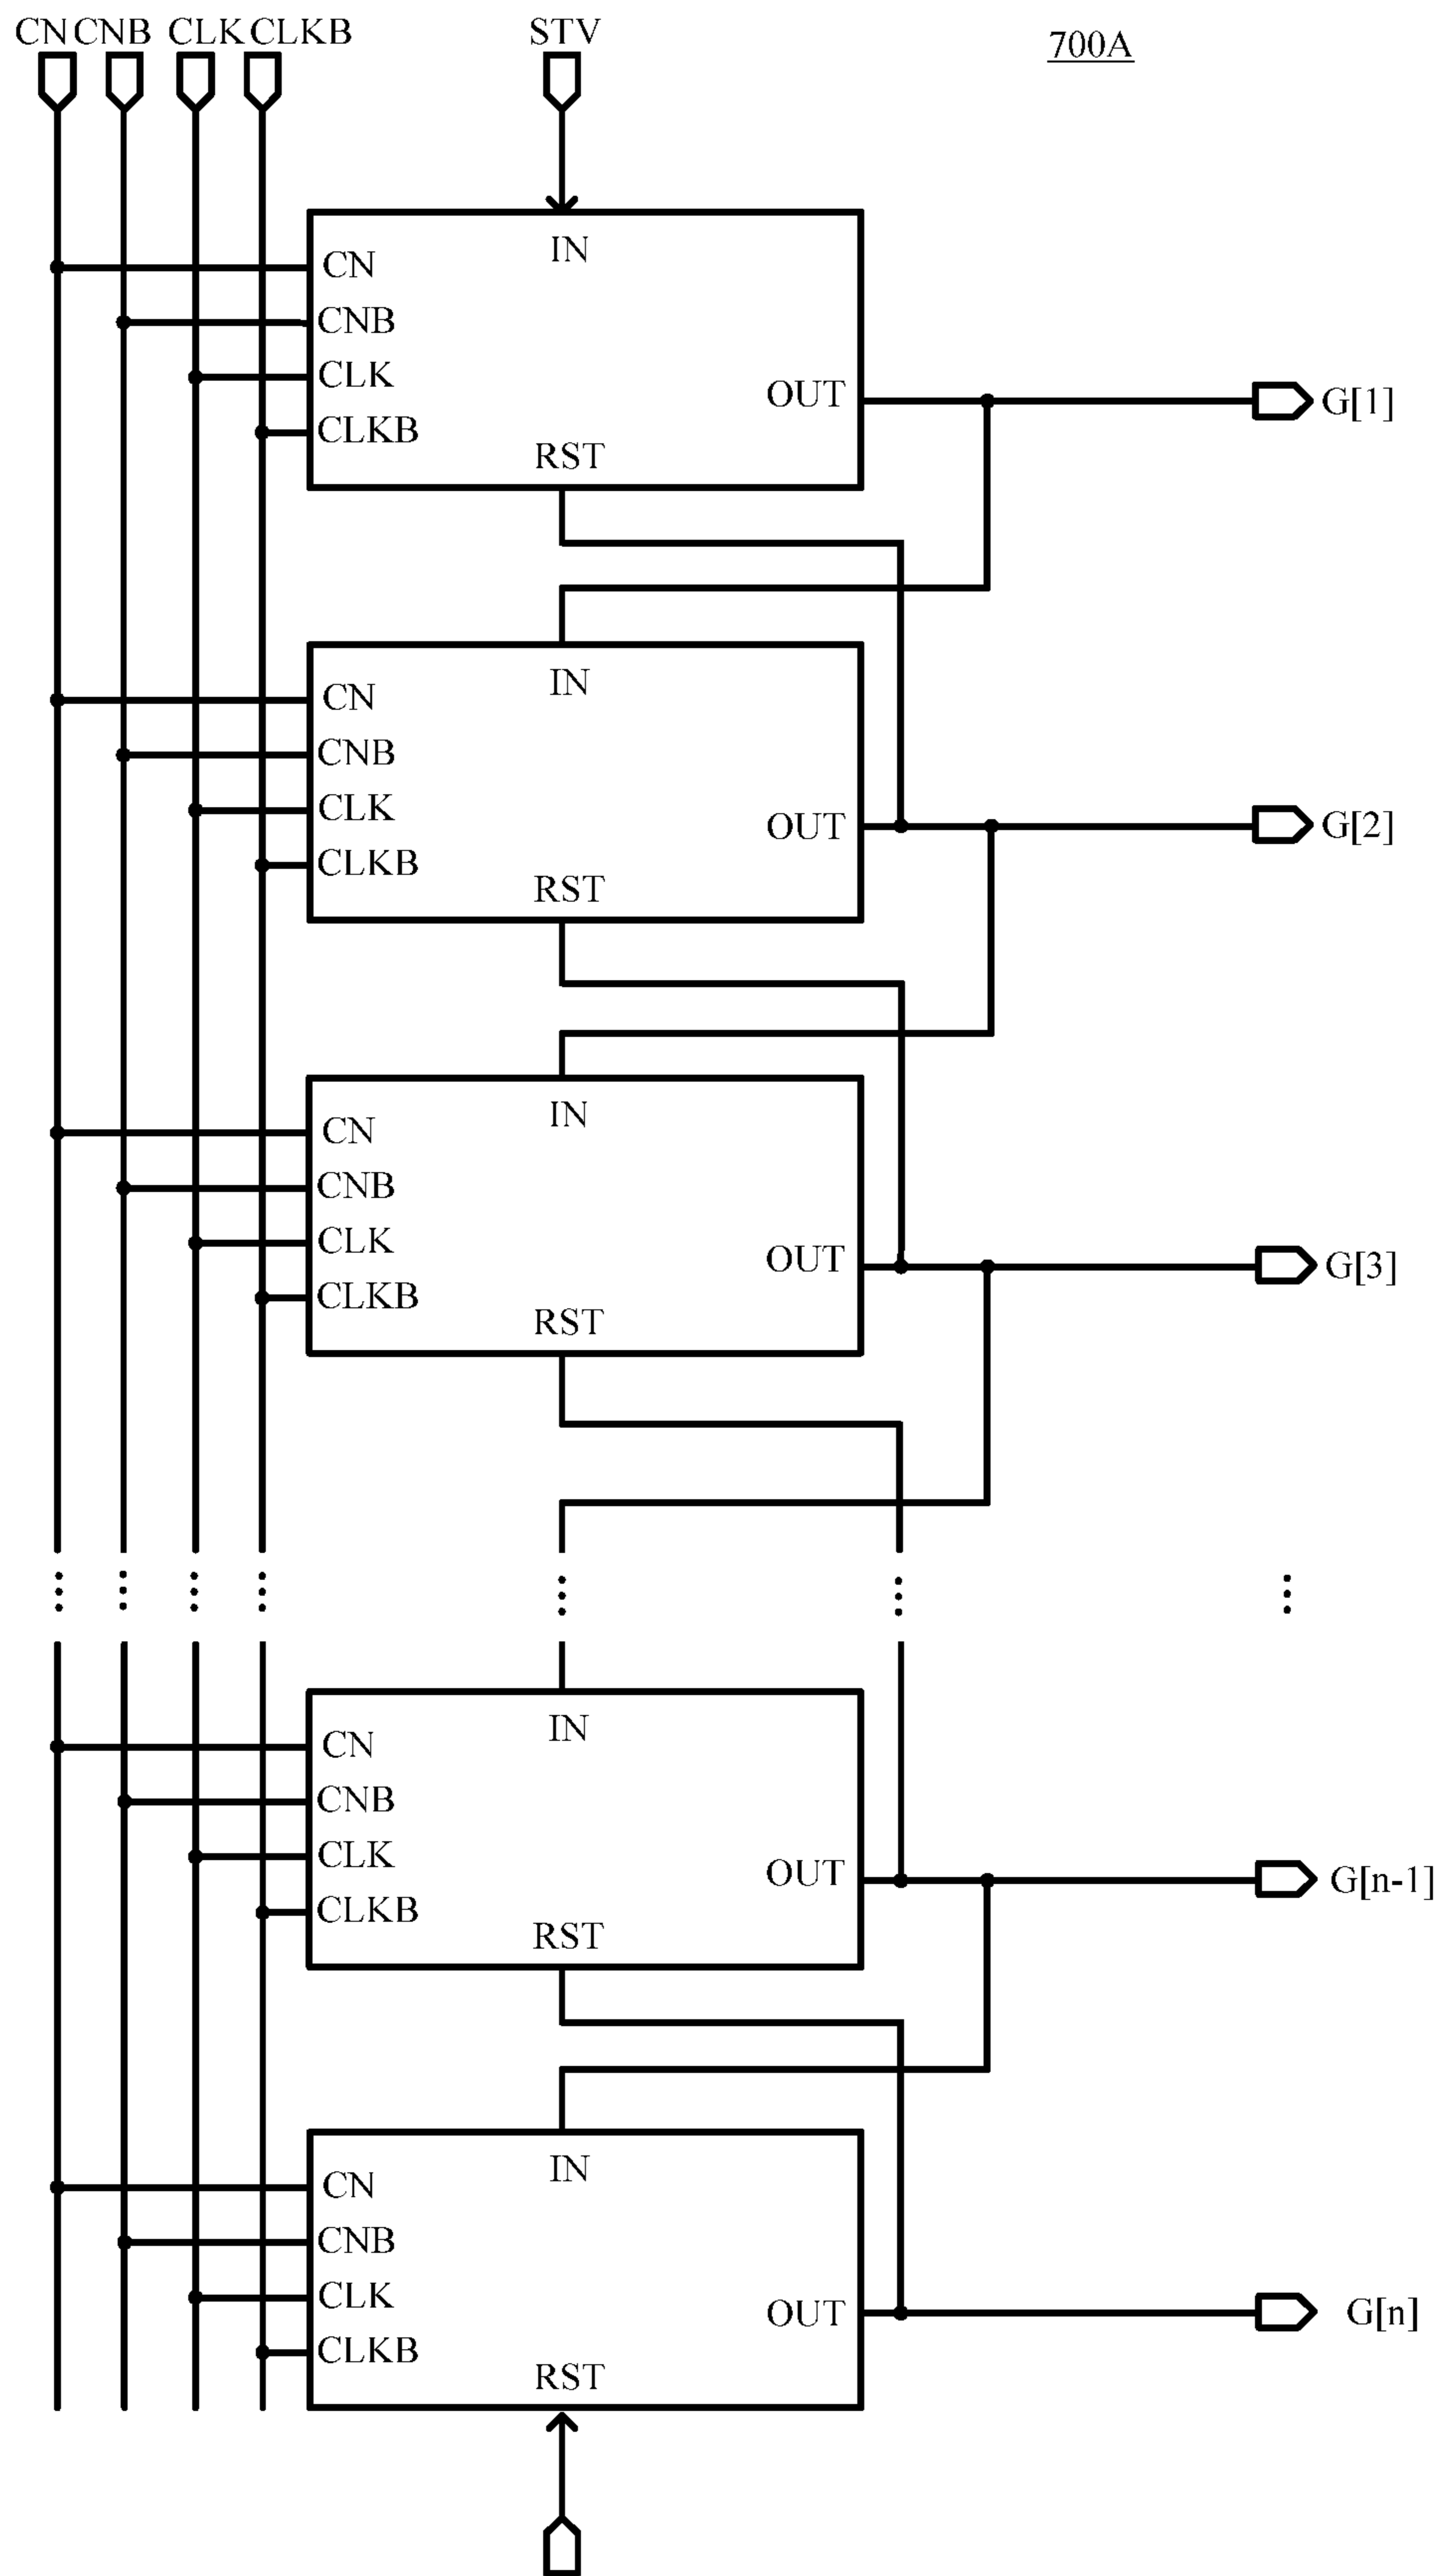 CN CNB CLK CLKB STV 700A
IN
CN
CNB
CLK
OUT G[1]
CLKB
RST
IN
CN
CNB
CLK
OUT G[2]
CLKB
RST
IN
CN
CNB
CLK
OUT G[3]
CLKB
RST
IN
CN
CNB
CLK
OUT G[n-1]
CLKB
RST
IN
CN
CNB
CLK
OUT G[n]
CLKB
RST